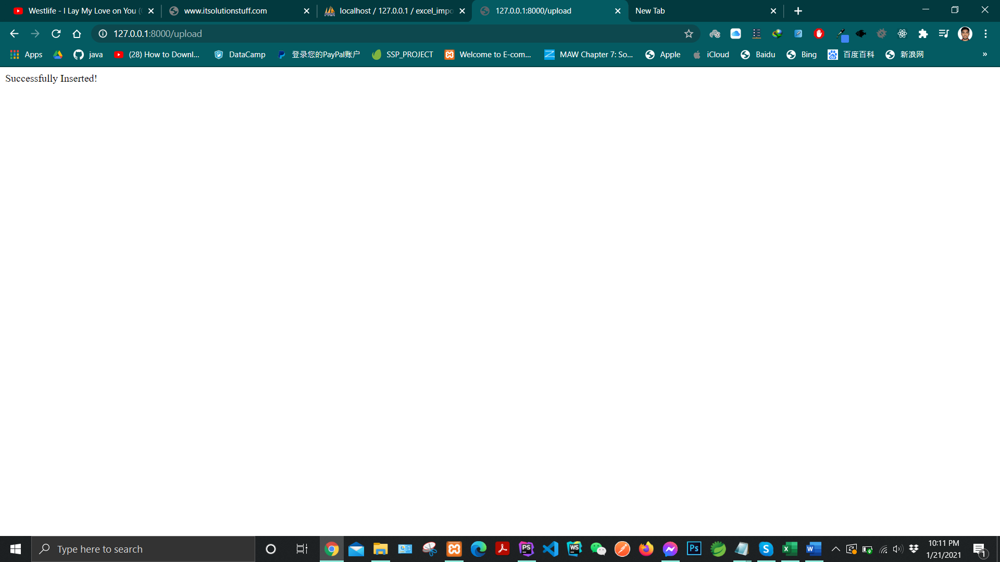 Westlife - I Lay My Love on You (
www.itsolutionstuff.com
localhost / 127.0.0.1 / excel_impo
127.0.0.1:8000/upload
New Tab
127.0.0.1:8000/upload
Apps
java
(28) How to Downl...
DataCamp
登录您的PayPal账户
SSP_PROJECT
Welcome to E-com...
MAW Chapter 7: So...
Apple
iCloud
Baidu
Bing
百度百科
新浪网
»
Successfully Inserted!
Type here to search
PS
WS
Ps
S
X
W
10:11 PM
1/21/2021
1